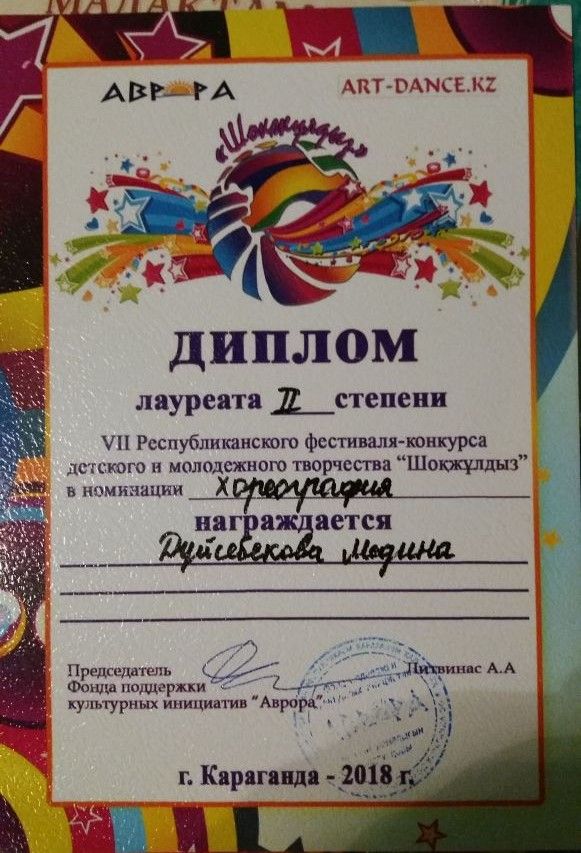 МАЛАКТАМ
АВРОРА
ART-DANCE.KZ
«Шоқжұлдыз»
ДИПЛОМ
лауреата II степени
VII Республиканского фестиваля-конкурса
детского и молодежного творчества “Шоқжұлдыз”
в номинации хореография
награждается
Дуйсебекова Мадина
Председатель Литвинас А.А
Фонда поддержки
культурных инициатив “Аврора”
г. Караганда - 2018 г.